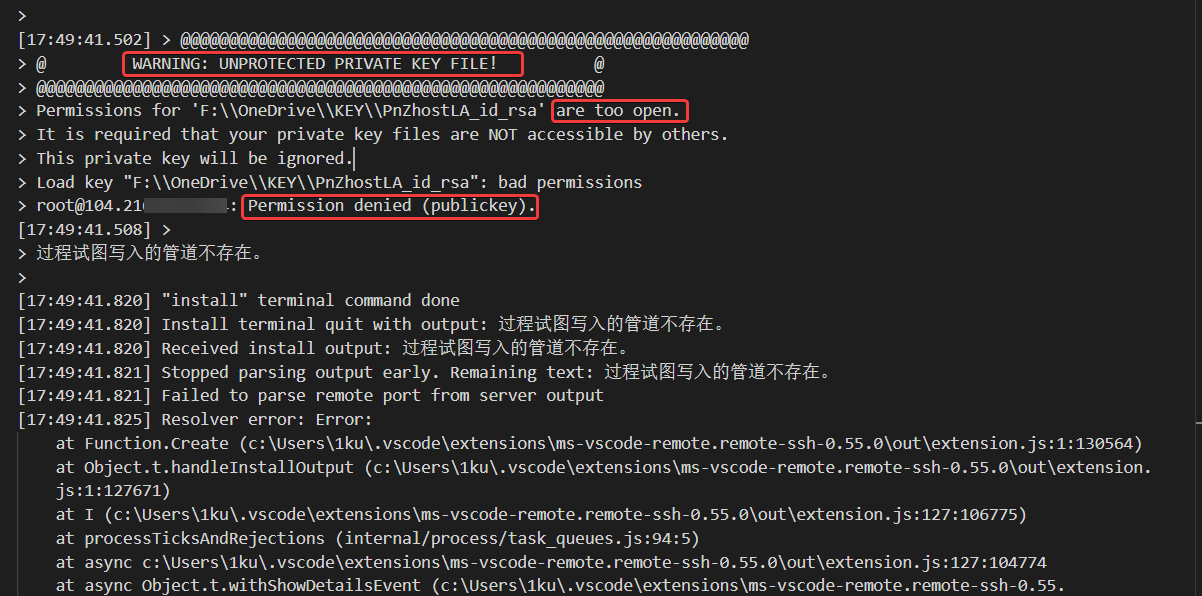 >
[17:49:41.502] > @@@@@@@@@@@@@@@@@@@@@@@@@@@@@@@@@@@@@@@@@@@@@@@@@@@@@@@@@@@
> @         WARNING: UNPROTECTED PRIVATE KEY FILE!          @
> @@@@@@@@@@@@@@@@@@@@@@@@@@@@@@@@@@@@@@@@@@@@@@@@@@@@@@@@@@@
> Permissions for 'F:\\OneDrive\\KEY\\PnZhostLA_id_rsa' are too open.
> It is required that your private key files are NOT accessible by others.
> This private key will be ignored.
> Load key "F:\\OneDrive\\KEY\\PnZhostLA_id_rsa": bad permissions
> root@104.21 : Permission denied (publickey).
[17:49:41.508] >
> 过程试图写入的管道不存在。
>
[17:49:41.820] "install" terminal command done
[17:49:41.820] Install terminal quit with output: 过程试图写入的管道不存在。
[17:49:41.820] Received install output: 过程试图写入的管道不存在。
[17:49:41.821] Stopped parsing output early. Remaining text: 过程试图写入的管道不存在。
[17:49:41.821] Failed to parse remote port from server output
[17:49:41.825] Resolver error: Error:
at Function.Create (c:\Users\1ku\.vscode\extensions\ms-vscode-remote.remote-ssh-0.55.0\out\extension.js:1:130564)
at Object.t.handleInstallOutput (c:\Users\1ku\.vscode\extensions\ms-vscode-remote.remote-ssh-0.55.0\out\extension.
js:1:127671)
at I (c:\Users\1ku\.vscode\extensions\ms-vscode-remote.remote-ssh-0.55.0\out\extension.js:127:106775)
at processTicksAndRejections (internal/process/task_queues.js:94:5)
at async c:\Users\1ku\.vscode\extensions\ms-vscode-remote.remote-ssh-0.55.0\out\extension.js:127:104774
at async Object.t.withShowDetailsEvent (c:\Users\1ku\.vscode\extensions\ms-vscode-remote.remote-ssh-0.55.